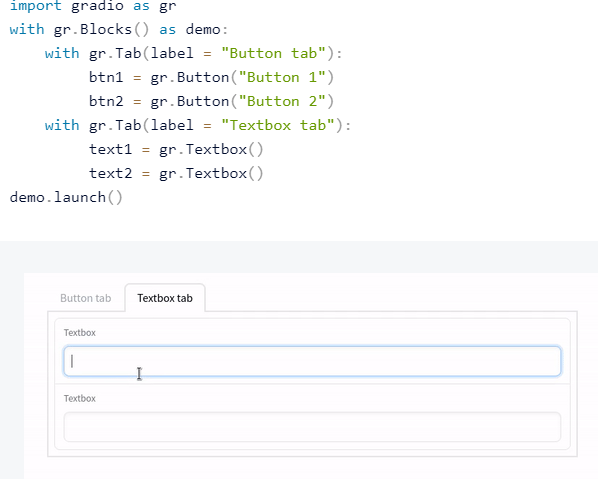 import gradio as gr
with gr.Blocks() as demo:
    with gr.Tab(label = "Button tab"):
         btn1 = gr.Button("Button 1")
         btn2 = gr.Button("Button 2")
    with gr.Tab(label = "Textbox tab"):
         text1 = gr.Textbox()
         text2 = gr.Textbox()
demo.launch()
Button tab Textbox tab
Textbox
Textbox